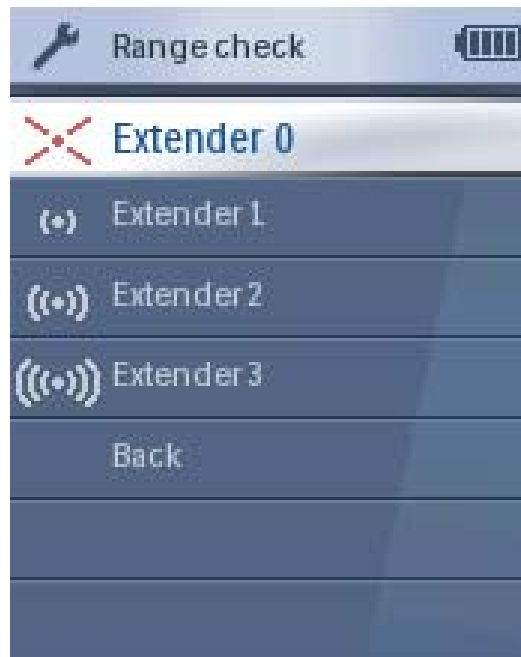 Range check
Extender 0
Extender 1
Extender 2
Extender 3
Back